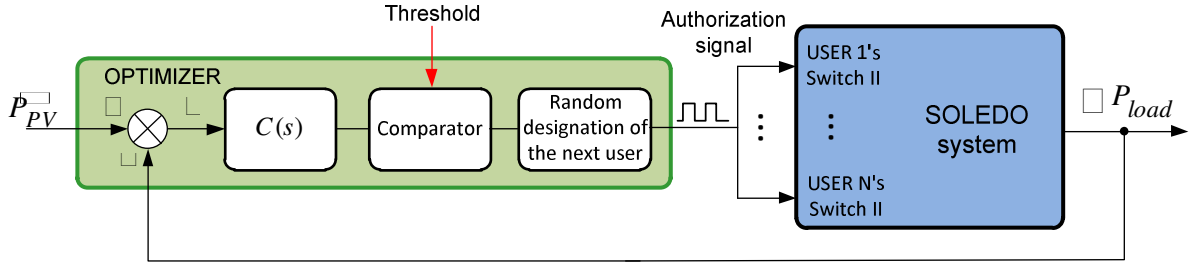 Threshold
Authorization
signal
OPTIMIZER
P_PV
C(s)
Comparator
Random
designation of
the next user
USER 1's
Switch II
SOLEDO
system
USER N's
Switch II
P_load